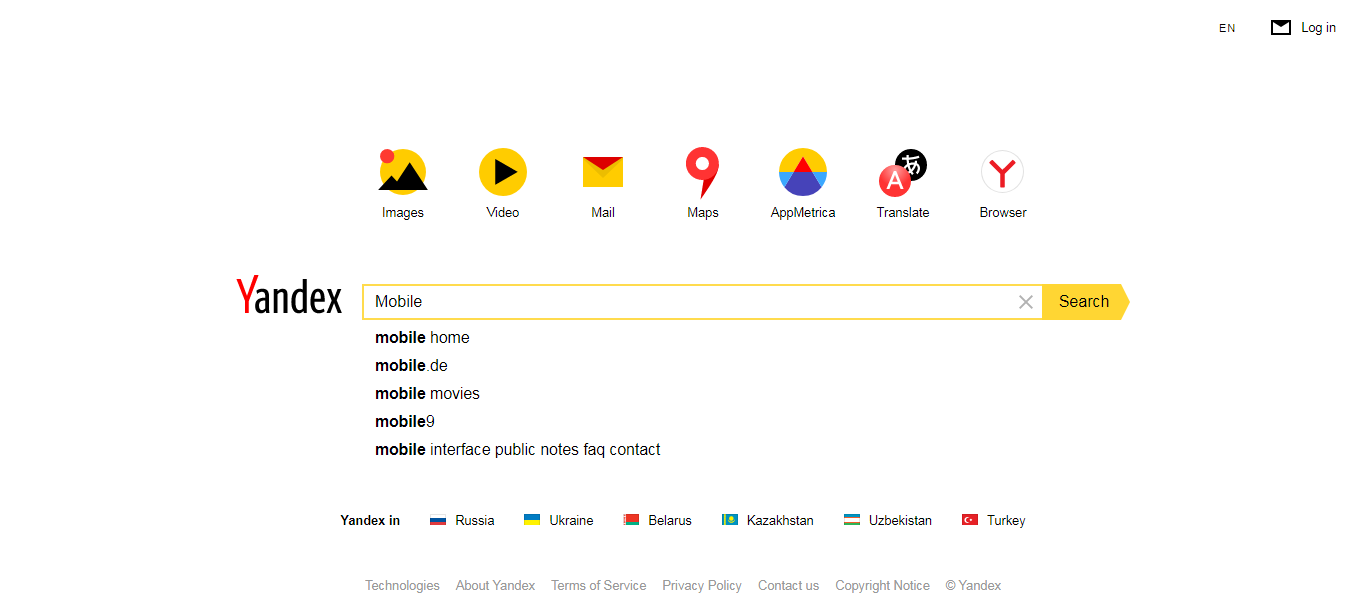 EN Log in
あ
A
Images Video Mail Maps AppMetrica Translate Browser
Yandex Mobile Search
mobile home
mobile.de
mobile movies
mobile9
mobile interface public notes faq contact
Yandex in Russia Ukraine Belarus Kazakhstan Uzbekistan Turkey
Technologies About Yandex Terms of Service Privacy Policy Contact us Copyright Notice © Yandex